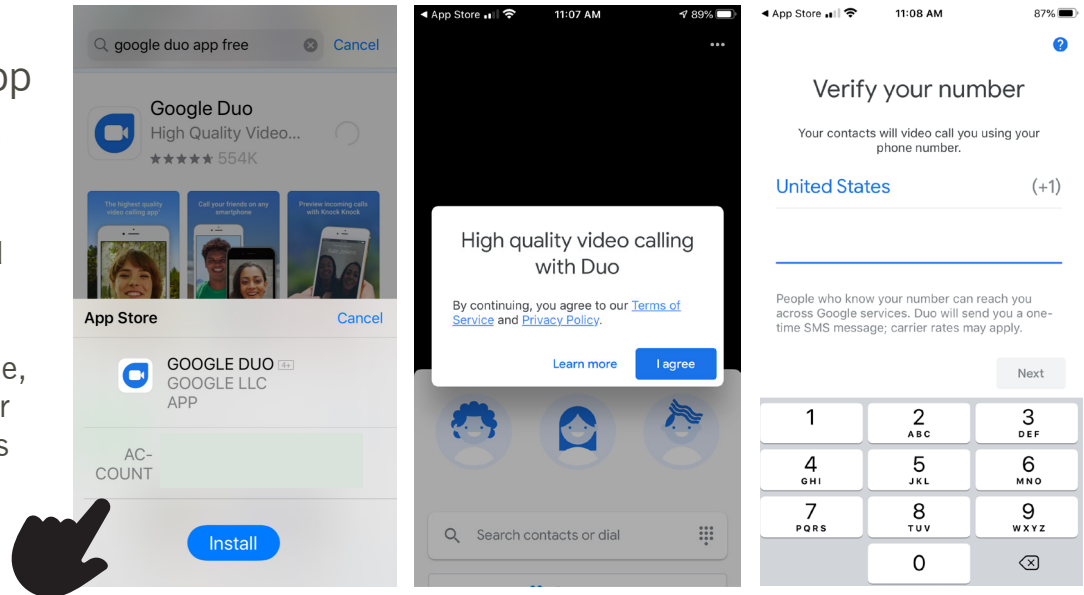 pp
e,
r
s
google duo app free
Cancel
Google Duo
High Quality Video...
554K
The highest quality
video calling app*
Call your friends on any
smartphone
Preview incoming calls
with Knock Knock
App Store
Cancel
GOOGLE DUO 4+
GOOGLE LLC
APP
AC-
COUNT
Install
App Store
11:07 AM
89%
High quality video calling
with Duo
By continuing, you agree to our Terms of
Service and Privacy Policy.
Learn more
I agree
Search contacts or dial
App Store
11:08 AM
87%
?
Verify your number
Your contacts will video call you using your
phone number.
United States (+1)
People who know your number can reach you
across Google services. Duo will send you a one-
time SMS message; carrier rates may apply.
Next
1
2
ABC
3
DEF
4
GHI
5
JKL
6
MNO
7
PQRS
8
TUV
9
WXYZ
0